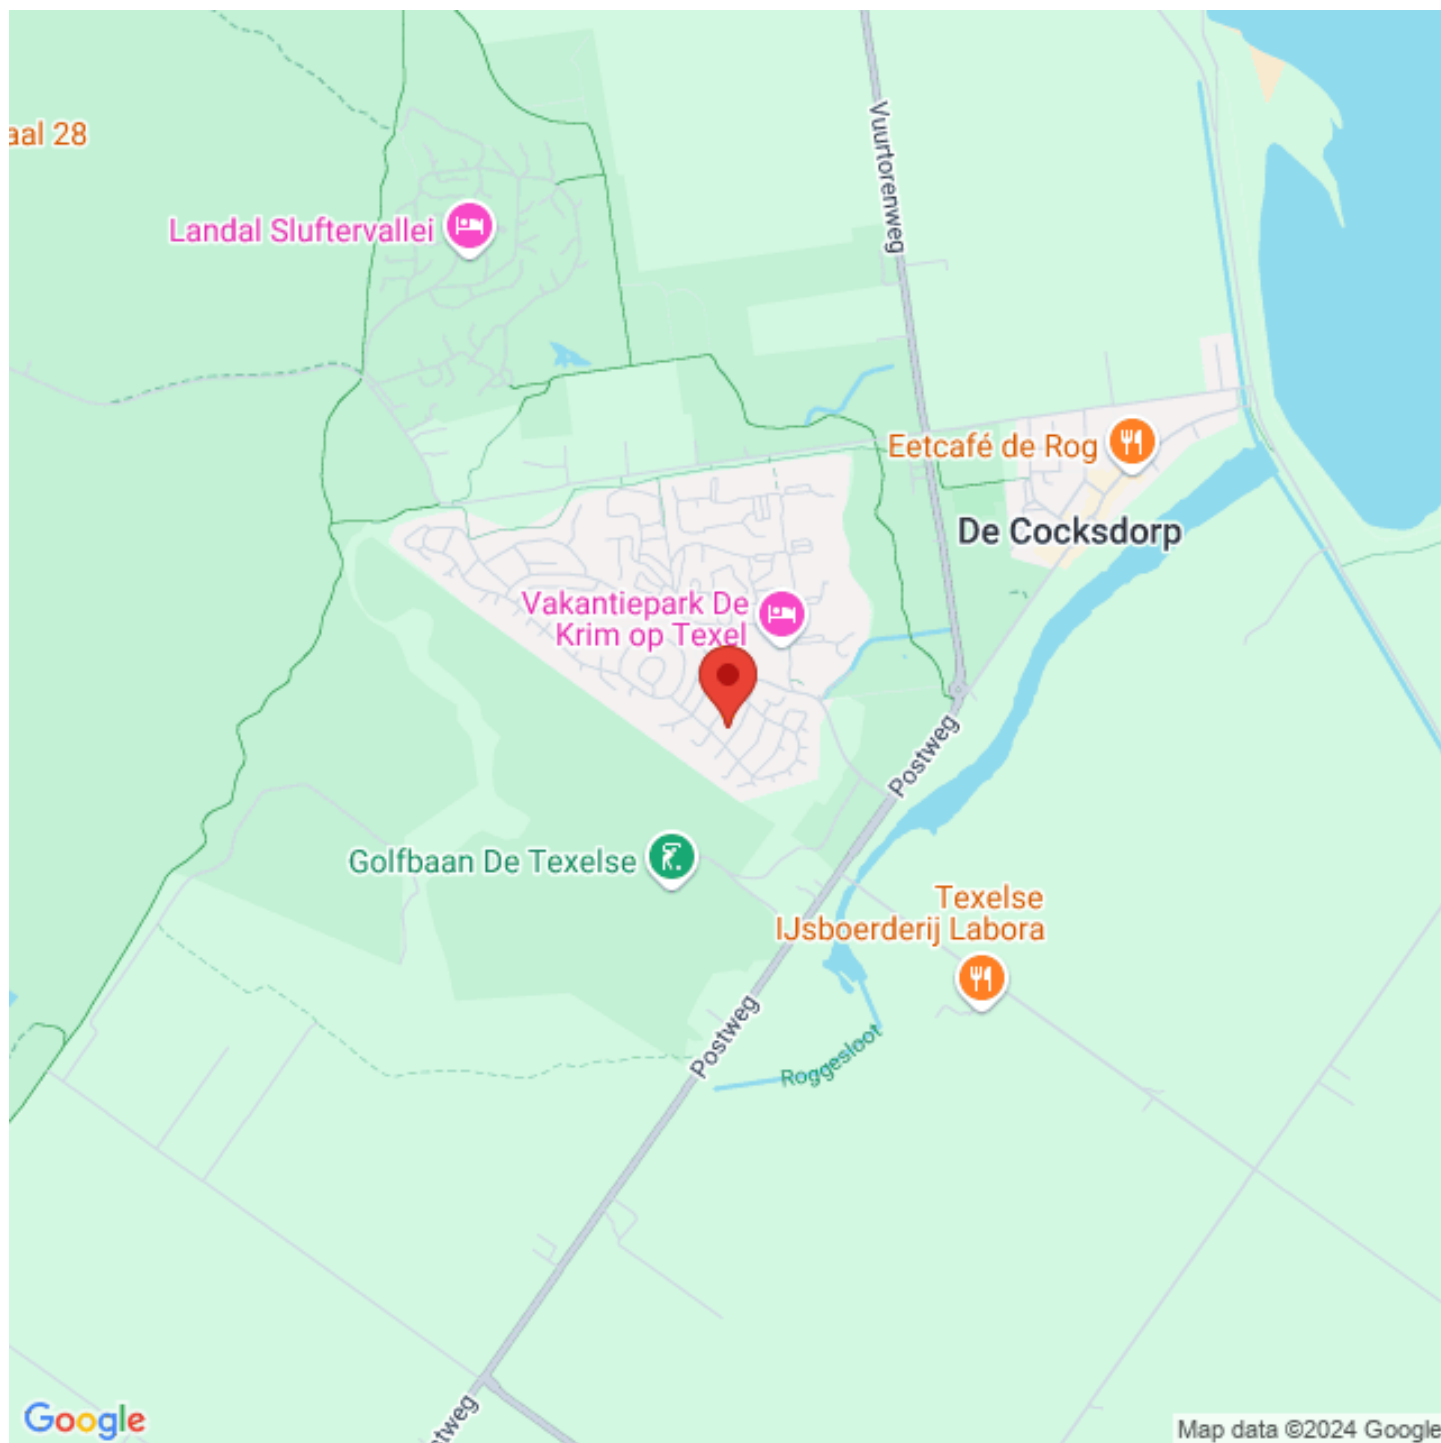 aal 28
Vuurtorenweg
Landal Sluftervallei
Eetcafé de Rog
De Cocksdorp
Vakantiepark De
Krim op Texel
Postweg
Golfbaan De Texelse
Texelse
IJsboerderij Labora
Postweg
Roggesloot
stweg
Google
Map data ©2024 Google